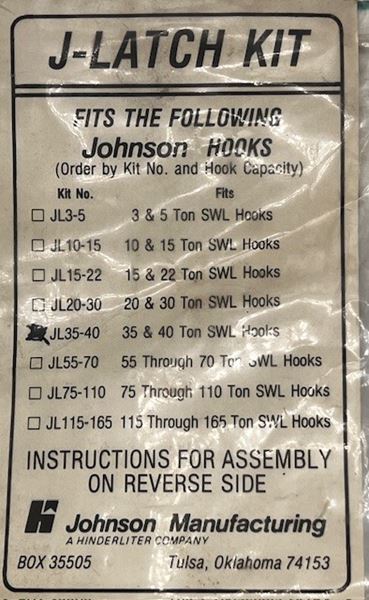 J-LATCH KIT
FITS THE FOLLOWING
Johnson HOOKS
(Order by Kit No. and Hook Capacity)
Kit No. Fits
JL3-5 3 & 5 Ton SWL Hooks
JL10-15 10 & 15 Ton SWL Hooks
JL15-22 15 & 22 Ton SWL Hooks
JL20-30 20 & 30 Ton SWL Hooks
JL35-40 35 & 40 Ton SWL Hooks
JL55-70 55 Through 70 Ton SWL Hooks
JL75-110 75 Through 110 Ton SWL Hooks
JL115-165 115 Through 165 Ton SWL Hooks
INSTRUCTIONS FOR ASSEMBLY
ON REVERSE SIDE
H Johnson Manufacturing
A HINDERLITER COMPANY
BOX 35505 Tulsa, Oklahoma 74153